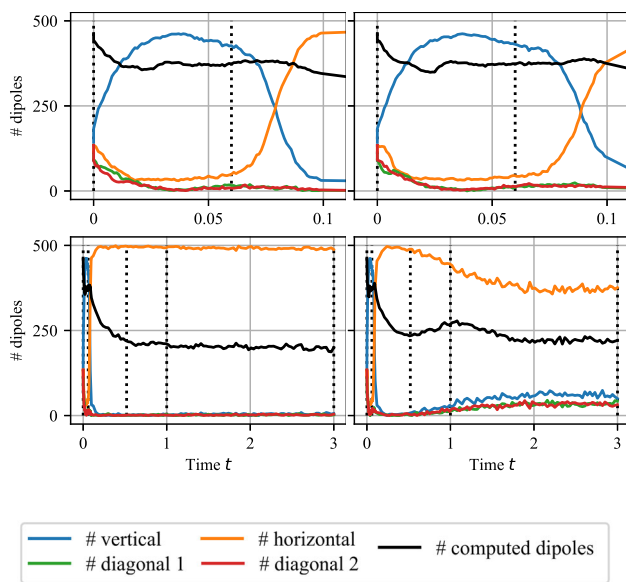 500
250
0
# dipoles
0
0.05
0.1
0
0.05
0.1
500
250
0
# dipoles
0
1
2
3
0
1
2
3
Time t
Time t
# vertical
# horizontal
# computed dipoles
# diagonal 1
# diagonal 2